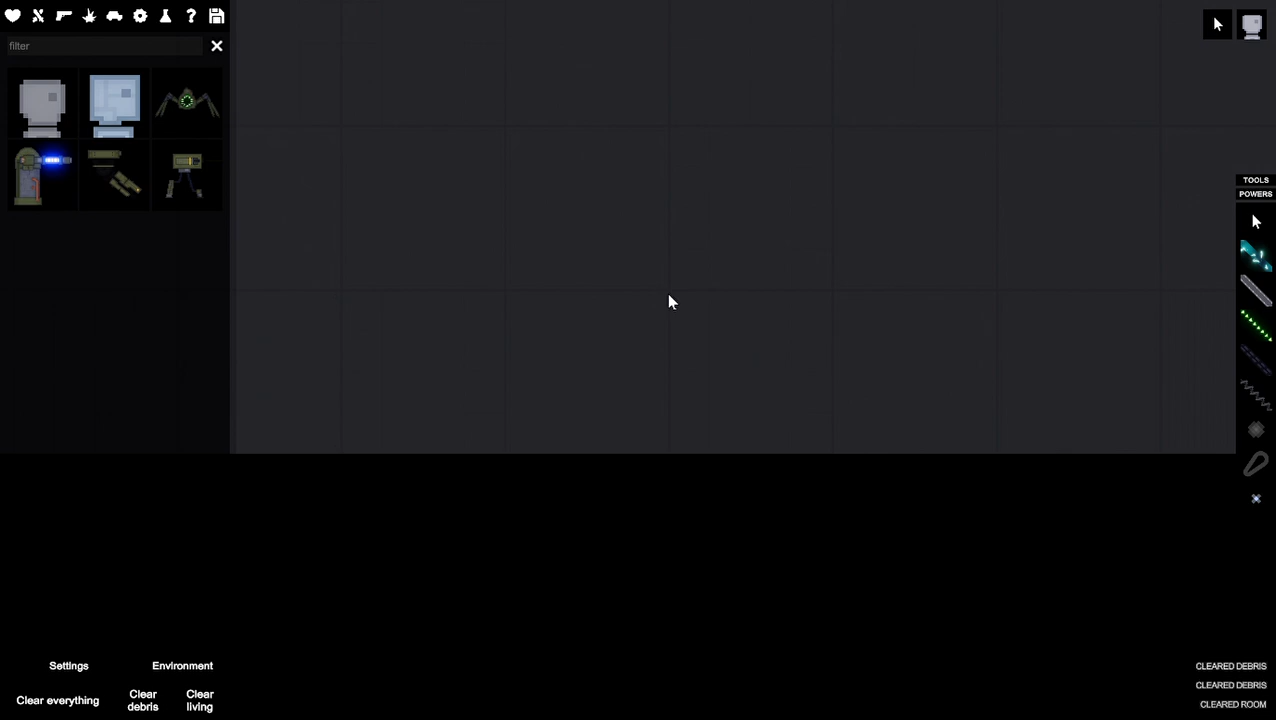 filter
TOOLS
POWERS
Settings
Environment
Clear everything
Clear
debris
Clear
living
CLEARED DEBRIS
CLEARED DEBRIS
CLEARED ROOM